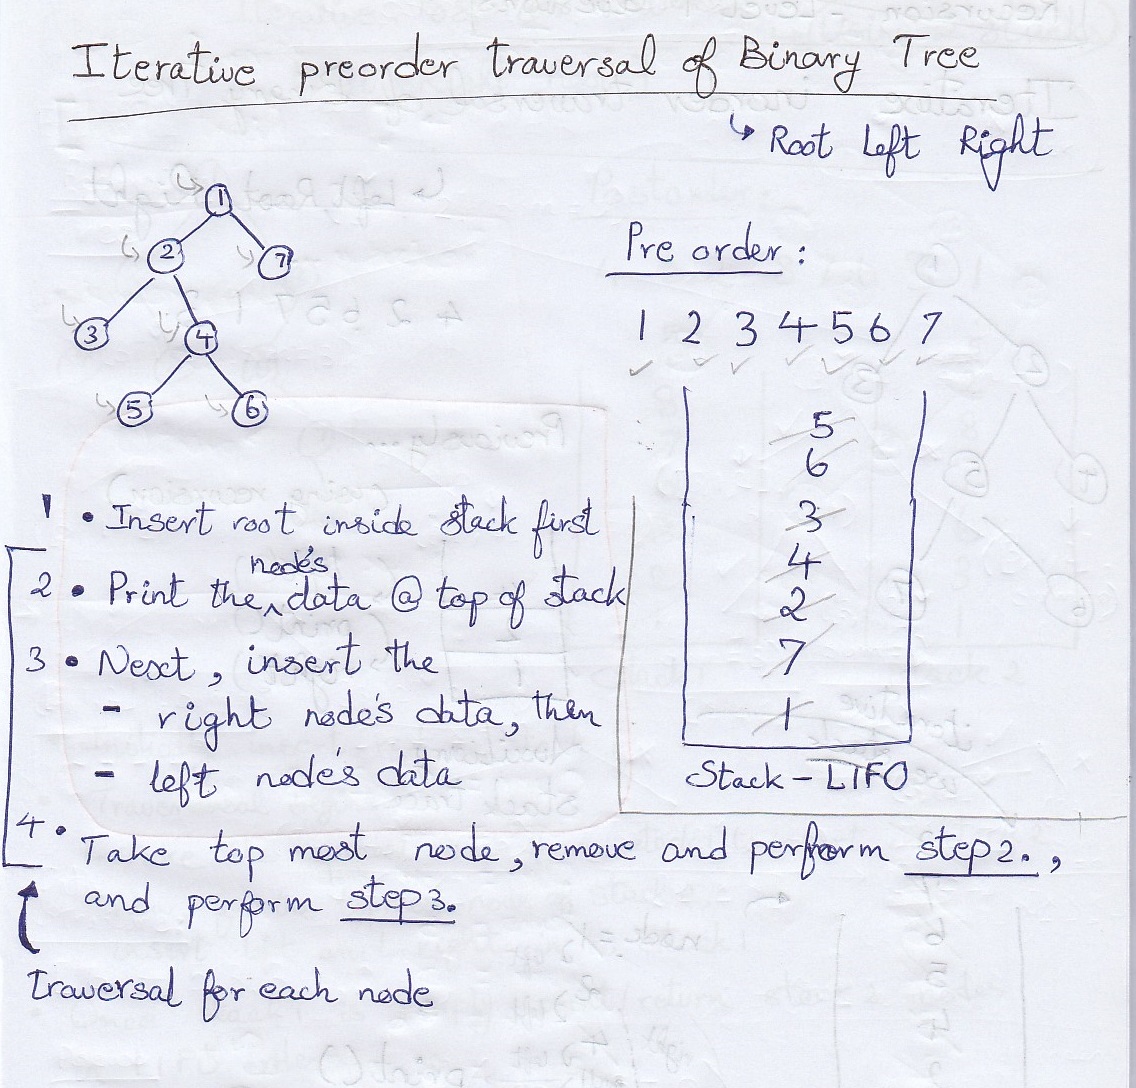 Iterative preorder traversal of Binary Tree
↳ Root Left Right
1
2 7
3 4
5 6
Pre order :
1 2 3 4 5 6 7
5
6
3
4
2
7
1
Stack - LIFO
1 • Insert root inside stack first
2 • Print the ^ node's data @ top of stack
3 • Next, insert the
- right node's data, then
- left node's data
4 • Take top most node, remove and perform step 2. ,
and perform step 3.
Traversal for each node